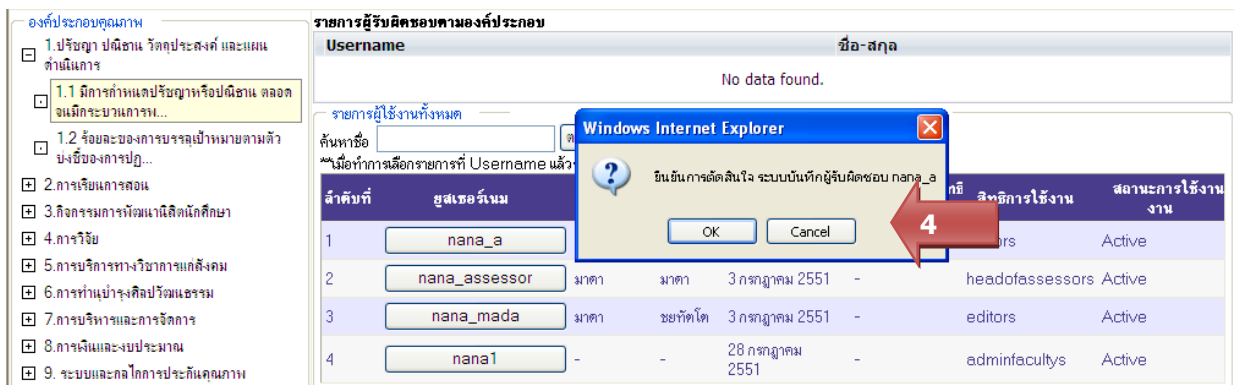 องค์ประกอบคุณภาพ
1.ปรัชญา ปณิธาน วัตถุประสงค์ และแผน
ดำเนินการ
1.1 มีการกำหนดปรัชญาหรือปณิธาน ตลอด
จนมีกระบวนการพ...
1.2 ร้อยละของการบรรลุเป้าหมายตามตัว
บ่งชี้ของการปฏ...
2.การเรียนการสอน
3.กิจกรรมการพัฒนานิสิตนักศึกษา
4.การวิจัย
5.การบริการทางวิชาการแก่สังคม
6.การทำนุบำรุงศิลปวัฒนธรรม
7.การบริหารและการจัดการ
8.การเงินและงบประมาณ
9. ระบบและกลไกการประกันคุณภาพ
รายการผู้รับผิดชอบตามองค์ประกอบ
Username ชื่อ-สกุล
No data found.
รายการผู้ใช้งานทั้งหมด
ค้นหาชื่อ
**เมื่อทำการเลือกรายการที่ Username แล้ว
Windows Internet Explorer
ยืนยันการตัดสินใจ ระบบบันทึกผู้รับผิดชอบ nana_a
OK Cancel
4
ลำดับที่ ยูสเซอร์เนม สิทธิการใช้งาน สถานะการใช้งาน
งาน
1 nana_a Active
2 nana_assessor มาดา มาดา 3 กรกฎาคม 2551 - headofassessors Active
3 nana_mada มาดา ชยทัตโต 3 กรกฎาคม 2551 - editors Active
4 nana1 - - 28 กรกฎาคม
2551 - adminfacultys Active